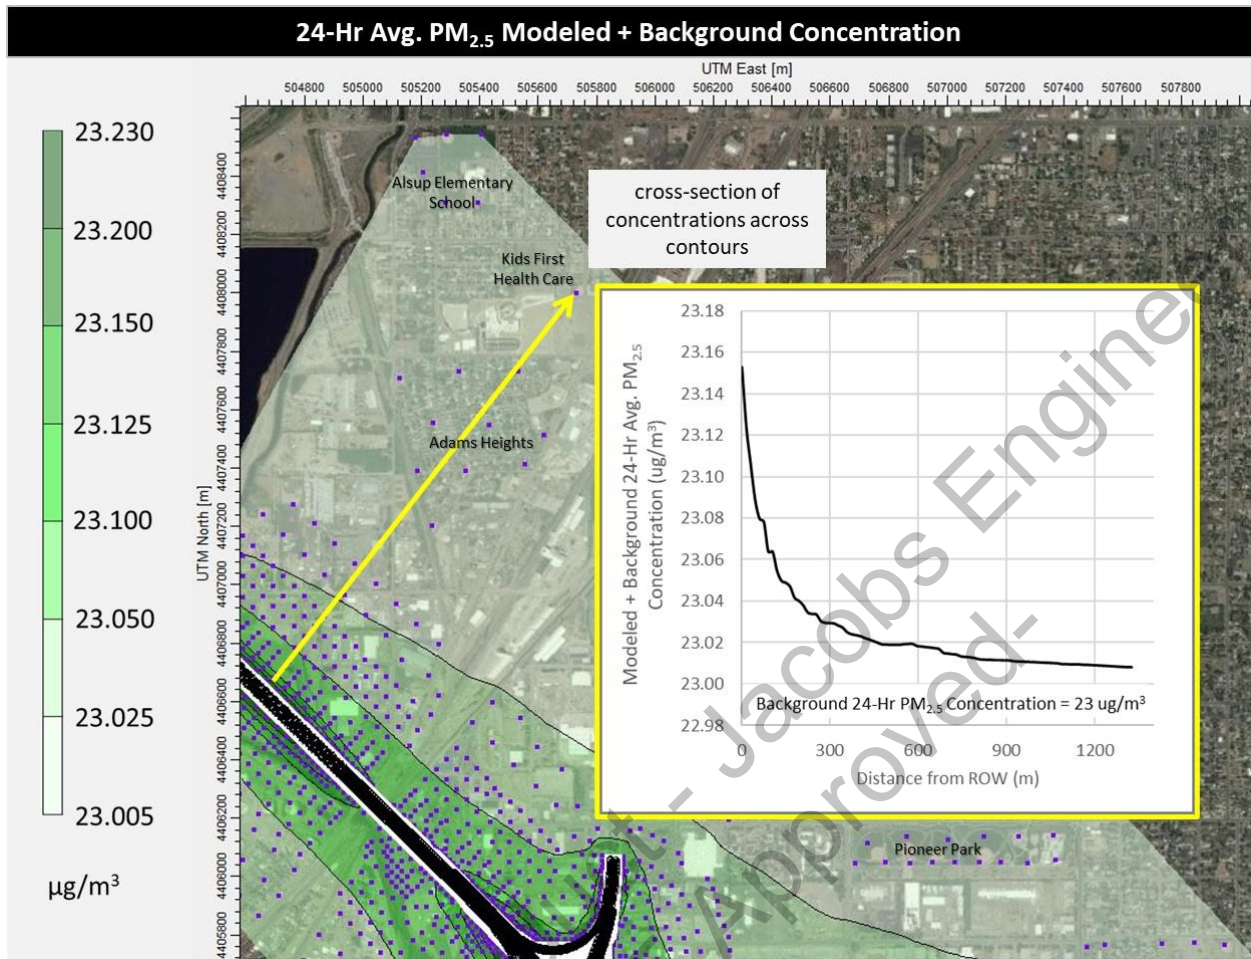 24-Hr Avg. PM2.5 Modeled + Background Concentration
UTM East [m]
504800 505000 505200 505400 505600 505800 506000 506200 506400 506600 506800 507000 507200 507400 507600 507800
23.230
23.200
23.150
23.125
23.100
23.050
23.025
23.005
µg/m3
UTM North [m]
4408400
4408200
4408000
4407800
4407600
4407400
4407200
4407000
4406800
4406600
4406400
4406200
4406000
4405800
Alsup Elementary
School
Kids First
Health Care
Adams Heights
cross-section of
concentrations across
contours
Modeled + Background 24-Hr Avg. PM2.5
Concentration (ug/m3)
23.18
23.16
23.14
23.12
23.10
23.08
23.06
23.04
23.02
23.00
22.98
Background 24-Hr PM2.5 Concentration = 23 ug/m3
0 300 600 900 1200
Distance from ROW (m)
Pioneer Park
- Jacobs Engine
- Approved-